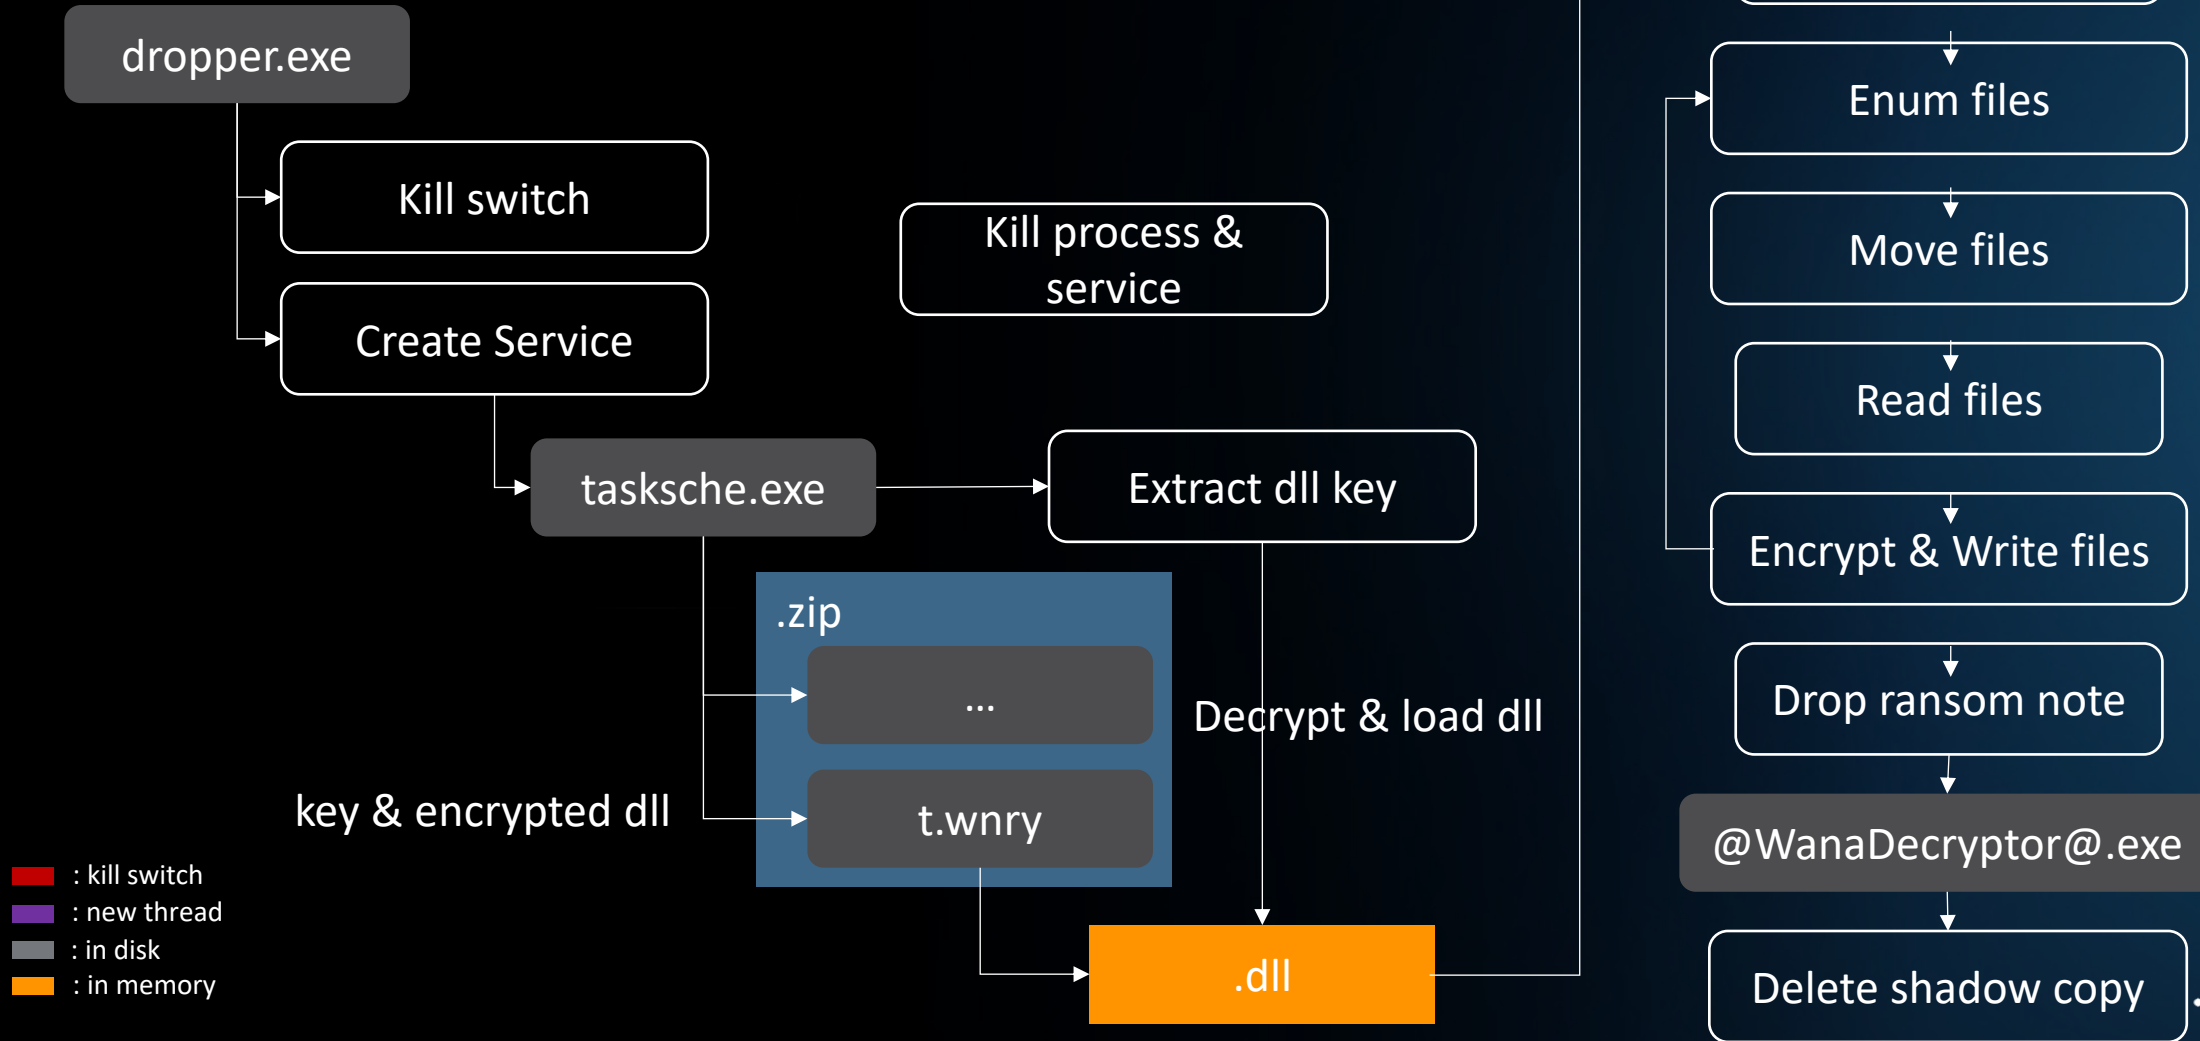 dropper.exe
Kill switch
Create Service
Kill process &
service
tasksche.exe
Extract dll key
.zip
...
t.wnry
key & encrypted dll
Decrypt & load dll
.dll
: kill switch
: new thread
: in disk
: in memory
Enum files
Move files
Read files
Encrypt & Write files
Drop ransom note
@WanaDecryptor@.exe
Delete shadow copy